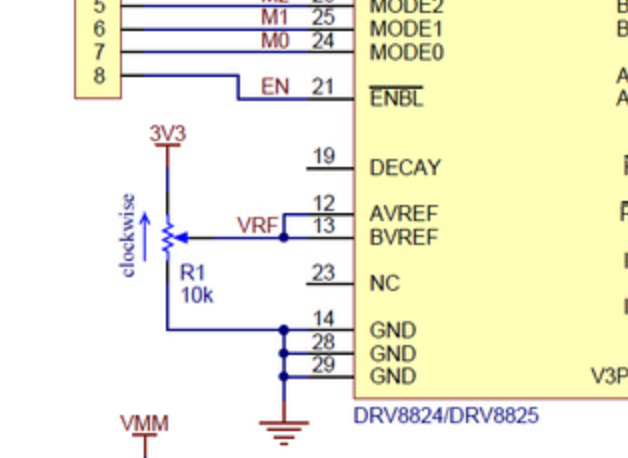 5 M2 MODE2
6 M1 25 MODE1
7 M0 24 MODE0
8 EN 21 ENBL
3V3
19 DECAY
12 AVREF
VRF 13 BVREF
clockwise
R1
10k
23 NC
14 GND
28 GND
29 GND
V3P
DRV8824/DRV8825
VMM